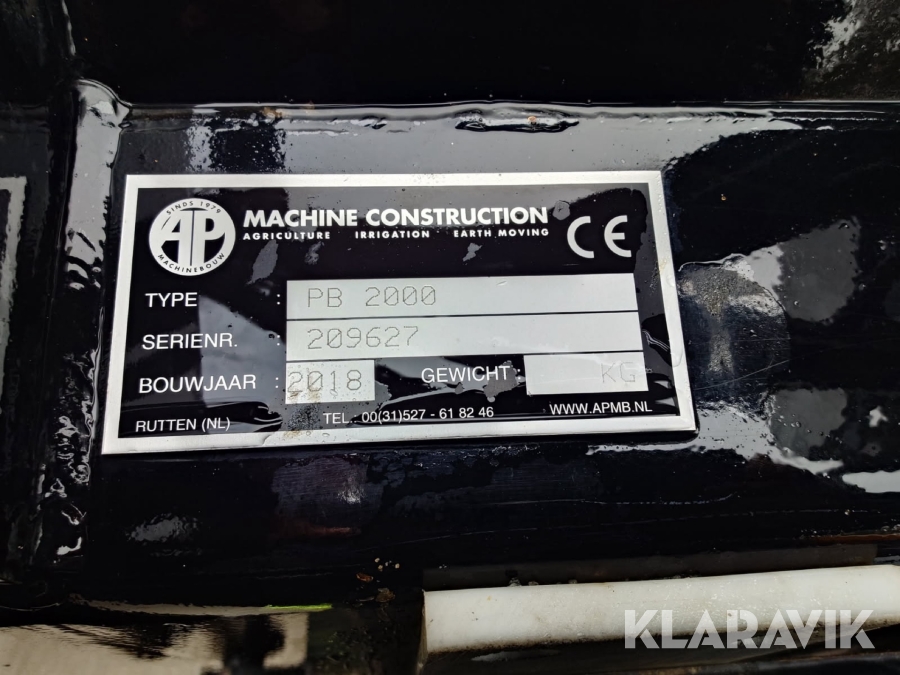 SINDS 1979
AP
MACHINEBOUW
MACHINE CONSTRUCTION
AGRICULTURE IRRIGATION EARTH MOVING
CE
TYPE : PB 2000
SERIENR. : 209627
BOUWJAAR : 2018 GEWICHT : KG
RUTTEN (NL) TEL.: 00(31)527 - 61 82 46 WWW.APMB.NL
KLARAVIK